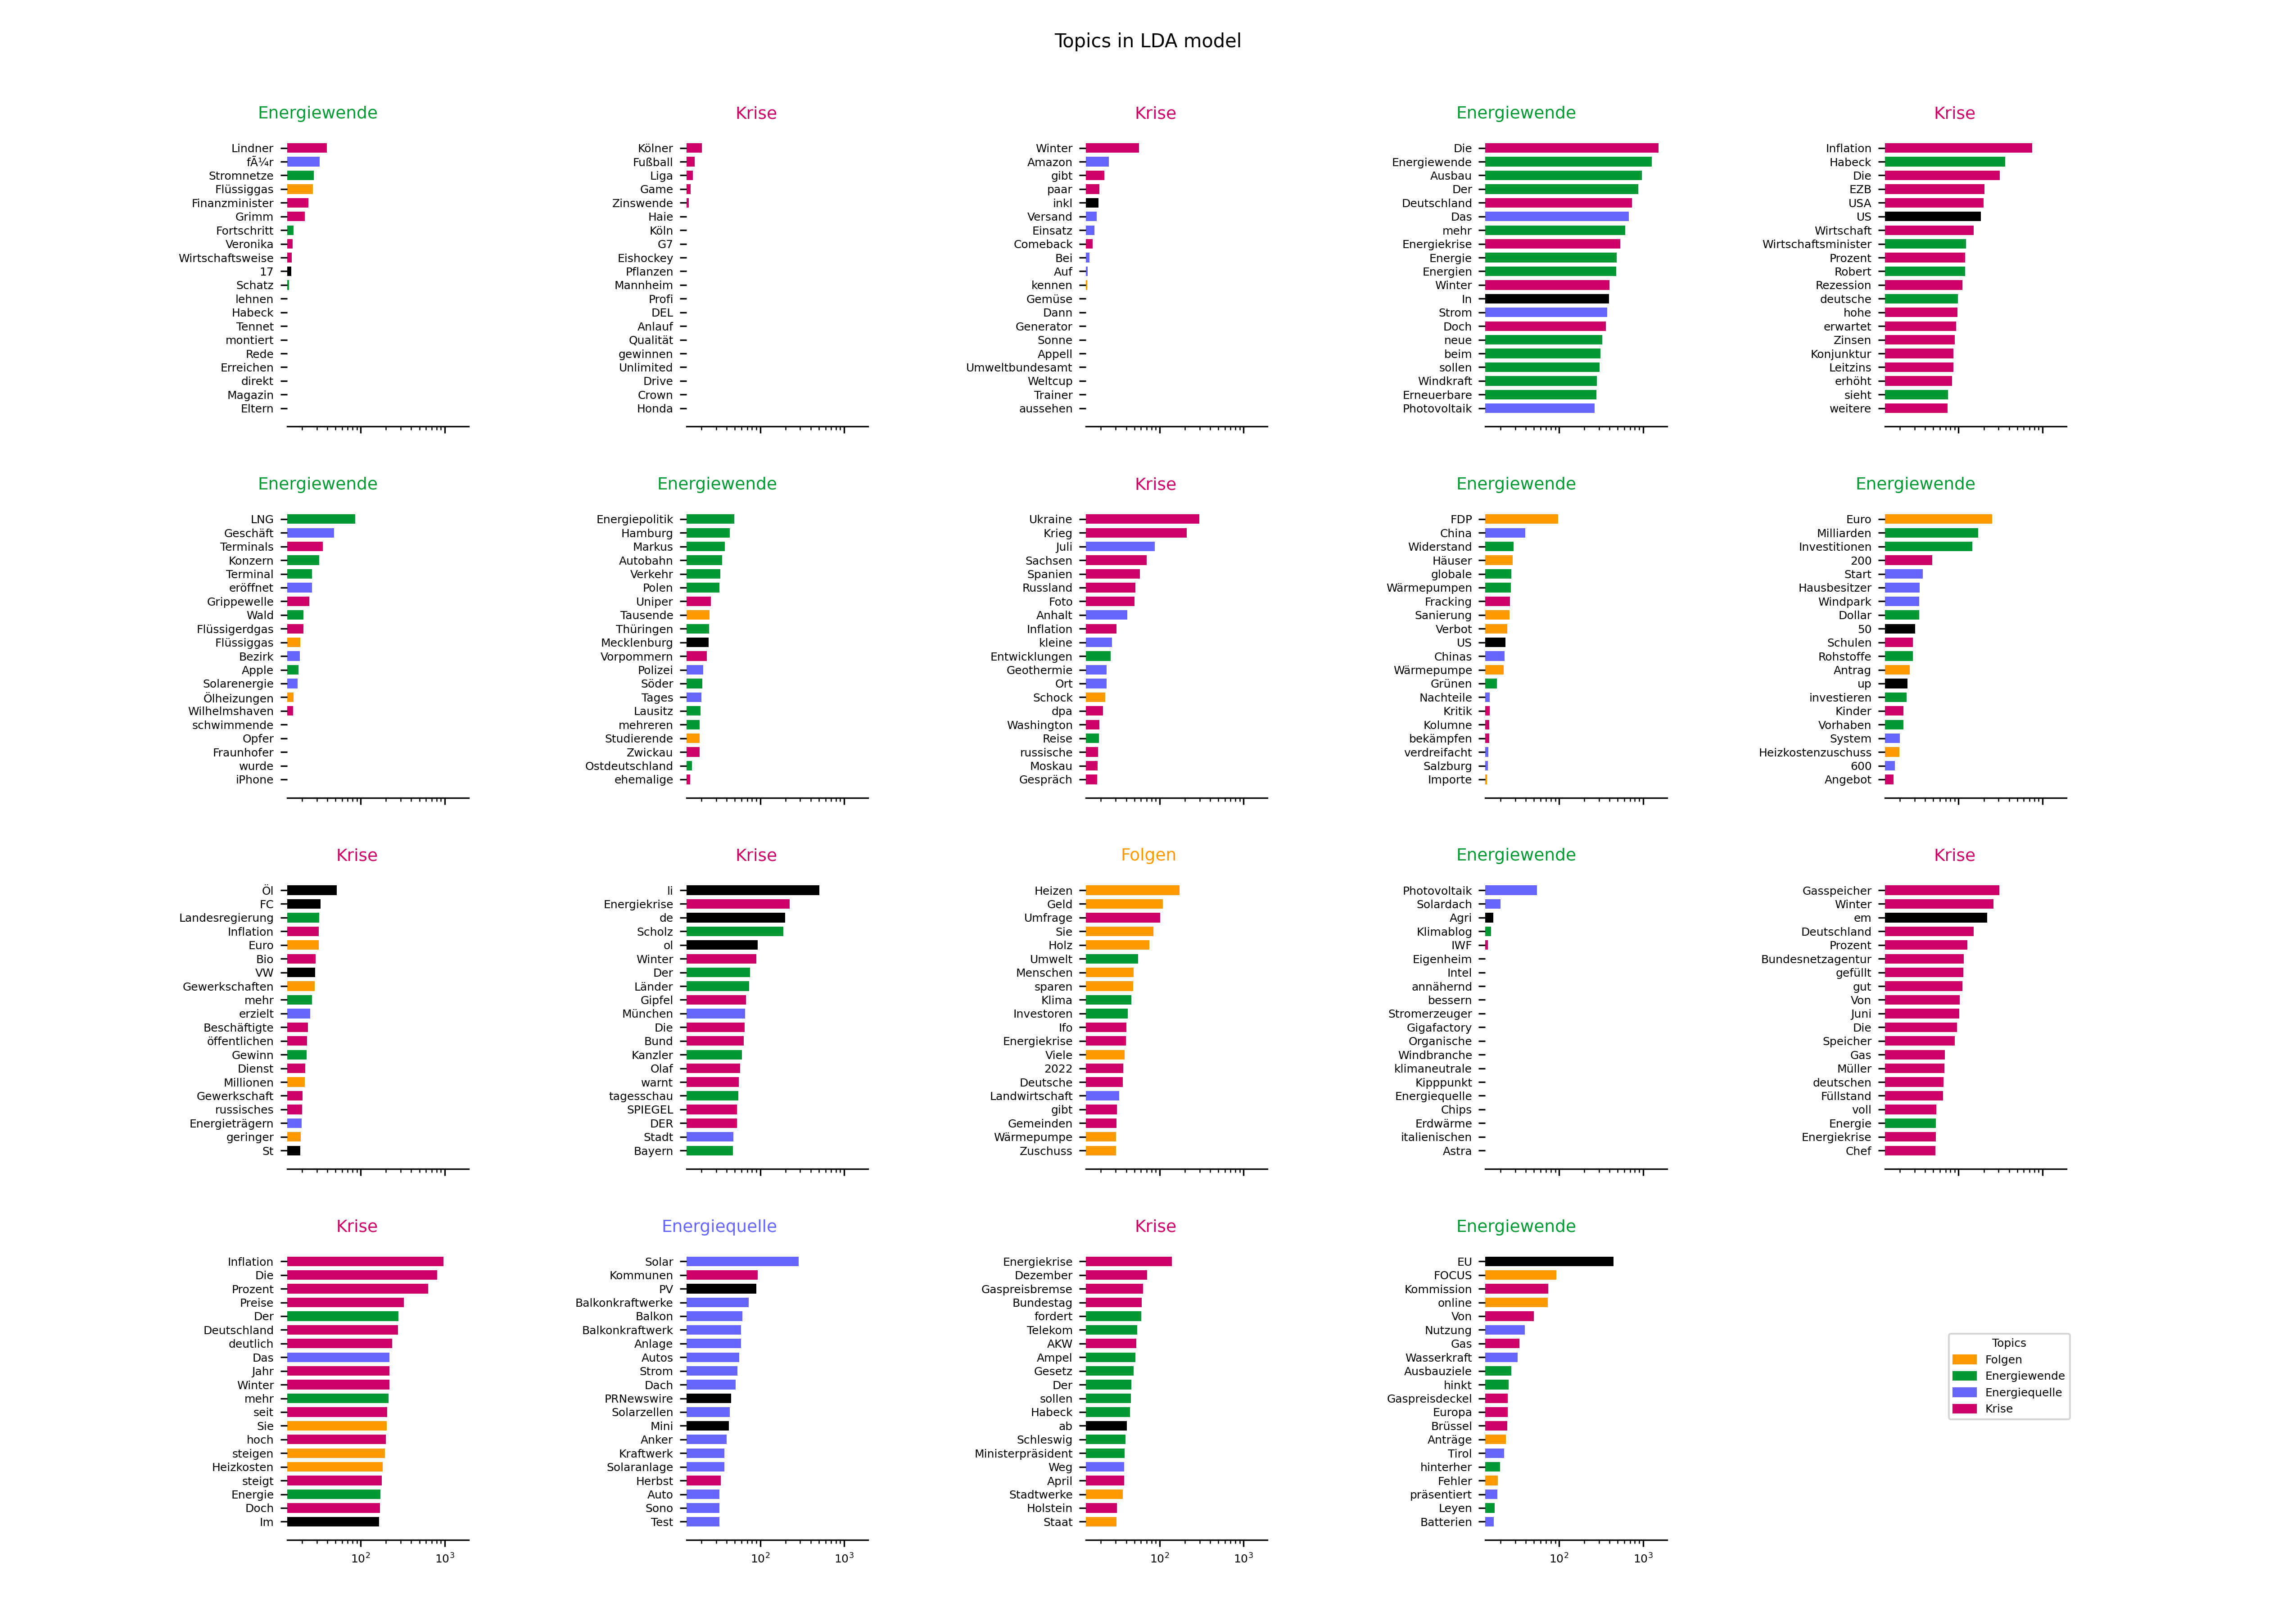 Topics in LDA model
Energiewende
Lindner
fÃ¼r
Stromnetze
Flüssiggas
Finanzminister
Grimm
Fortschritt
Veronika
Wirtschaftsweise
17
Schatz
lehnen
Habeck
Tennet
montiert
Rede
Erreichen
direkt
Magazin
Eltern
Krise
Kölner
Fußball
Liga
Game
Zinswende
Haie
Köln
G7
Eishockey
Pflanzen
Mannheim
Profi
DEL
Anlauf
Qualität
gewinnen
Unlimited
Drive
Crown
Honda
Krise
Winter
Amazon
gibt
paar
inkl
Versand
Einsatz
Comeback
Bei
Auf
kennen
Gemüse
Dann
Generator
Sonne
Appell
Umweltbundesamt
Weltcup
Trainer
aussehen
Energiewende
Die
Energiewende
Ausbau
Der
Deutschland
Das
mehr
Energiekrise
Energie
Energien
Winter
In
Strom
Doch
neue
beim
sollen
Windkraft
Erneuerbare
Photovoltaik
Krise
Inflation
Habeck
Die
EZB
USA
US
Wirtschaft
Wirtschaftsminister
Prozent
Robert
Rezession
deutsche
hohe
erwartet
Zinsen
Konjunktur
Leitzins
erhöht
sieht
weitere
Energiewende
LNG
Geschäft
Terminals
Konzern
Terminal
eröffnet
Grippewelle
Wald
Flüssigerdgas
Flüssiggas
Bezirk
Apple
Solarenergie
Ölheizungen
Wilhelmshaven
schwimmende
Opfer
Fraunhofer
wurde
iPhone
Energiewende
Energiepolitik
Hamburg
Markus
Autobahn
Verkehr
Polen
Uniper
Tausende
Thüringen
Mecklenburg
Vorpommern
Polizei
Söder
Tages
Lausitz
mehreren
Studierende
Zwickau
Ostdeutschland
ehemalige
Krise
Ukraine
Krieg
Juli
Sachsen
Spanien
Russland
Foto
Anhalt
Inflation
kleine
Entwicklungen
Geothermie
Ort
Schock
dpa
Washington
Reise
russische
Moskau
Gespräch
Energiewende
FDP
China
Widerstand
Häuser
globale
Wärmepumpen
Fracking
Sanierung
Verbot
US
Chinas
Wärmepumpe
Grünen
Nachteile
Kritik
Kolumne
bekämpfen
verdreifacht
Salzburg
Importe
Energiewende
Euro
Milliarden
Investitionen
200
Start
Hausbesitzer
Windpark
Dollar
50
Schulen
Rohstoffe
Antrag
up
investieren
Kinder
Vorhaben
System
Heizkostenzuschuss
600
Angebot
Krise
Öl
FC
Landesregierung
Inflation
Euro
Bio
VW
Gewerkschaften
mehr
erzielt
Beschäftigte
öffentlichen
Gewinn
Dienst
Millionen
Gewerkschaft
russisches
Energieträgern
geringer
St
Krise
li
Energiekrise
de
Scholz
ol
Winter
Der
Länder
Gipfel
München
Die
Bund
Kanzler
Olaf
warnt
tagesschau
SPIEGEL
DER
Stadt
Bayern
Folgen
Heizen
Geld
Umfrage
Sie
Holz
Umwelt
Menschen
sparen
Klima
Investoren
Ifo
Energiekrise
Viele
2022
Deutsche
Landwirtschaft
gibt
Gemeinden
Wärmepumpe
Zuschuss
Energiewende
Photovoltaik
Solardach
Agri
Klimablog
IWF
Eigenheim
Intel
annähernd
bessern
Stromerzeuger
Gigafactory
Organische
Windbranche
klimaneutrale
Kipppunkt
Energiequelle
Chips
Erdwärme
italienischen
Astra
Krise
Gasspeicher
Winter
em
Deutschland
Prozent
Bundesnetzagentur
gefüllt
gut
Von
Juni
Die
Speicher
Gas
Müller
deutschen
Füllstand
voll
Energie
Energiekrise
Chef
Krise
Inflation
Die
Prozent
Preise
Der
Deutschland
deutlich
Das
Jahr
Winter
mehr
seit
Sie
hoch
steigen
Heizkosten
steigt
Energie
Doch
Im
10² 10³
Energiequelle
Solar
Kommunen
PV
Balkonkraftwerke
Balkon
Balkonkraftwerk
Anlage
Autos
Strom
Dach
PRNewswire
Solarzellen
Mini
Anker
Kraftwerk
Solaranlage
Herbst
Auto
Sono
Test
10² 10³
Krise
Energiekrise
Dezember
Gaspreisbremse
Bundestag
fordert
Telekom
AKW
Ampel
Gesetz
Der
sollen
Habeck
ab
Schleswig
Ministerpräsident
Weg
April
Stadtwerke
Holstein
Staat
10² 10³
Energiewende
EU
FOCUS
Kommission
online
Von
Nutzung
Gas
Wasserkraft
Ausbauziele
hinkt
Gaspreisdeckel
Europa
Brüssel
Anträge
Tirol
hinterher
Fehler
präsentiert
Leyen
Batterien
10² 10³
Topics
Folgen
Energiewende
Energiequelle
Krise